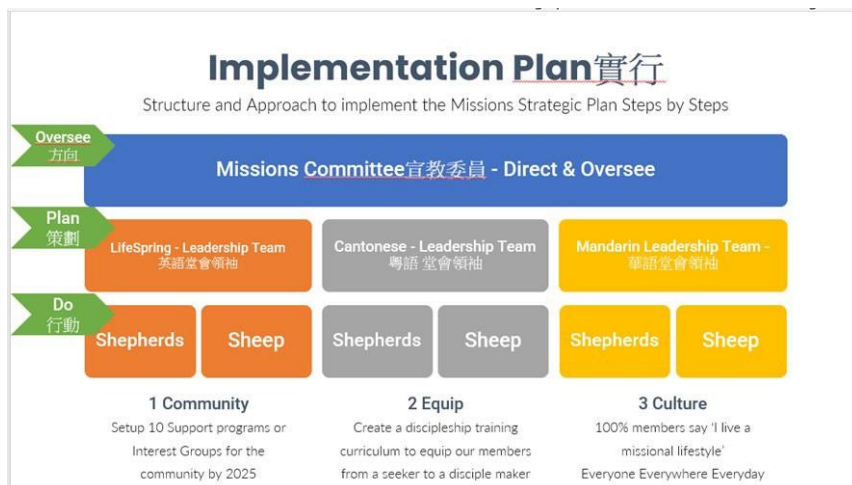 Implementation Plan實行
Structure and Approach to implement the Missions Strategic Plan Steps by Steps
Oversee
方向
Missions Committee宣教委員 - Direct & Oversee
Plan
策劃
LifeSpring - Leadership Team
英語堂會領袖
Cantonese - Leadership Team
粵語 堂會領袖
Mandarin Leadership Team -
華語堂會領袖
Do
行動
Shepherds
Sheep
Shepherds
Sheep
Shepherds
Sheep
1 Community
Setup 10 Support programs or
Interest Groups for the
community by 2025
2 Equip
Create a discipleship training
curriculum to equip our members
from a seeker to a disciple maker
3 Culture
100% members say ‘I live a
missional lifestyle’
Everyone Everywhere Everyday